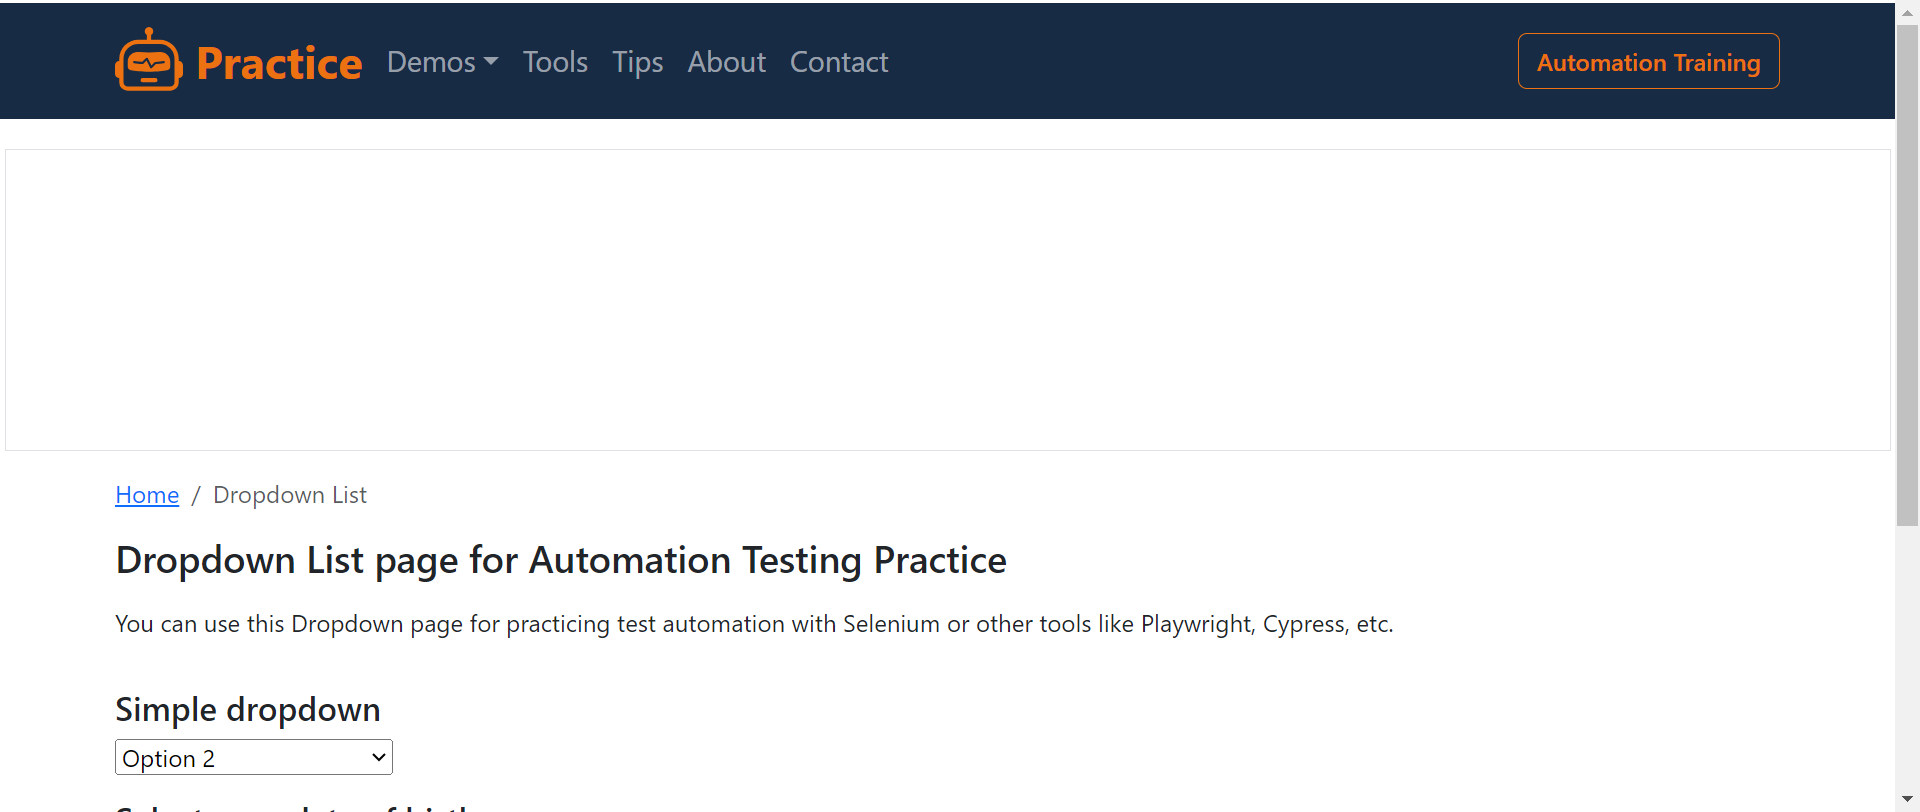 Practice Demos Tools Tips About Contact Automation Training
Home / Dropdown List
Dropdown List page for Automation Testing Practice
You can use this Dropdown page for practicing test automation with Selenium or other tools like Playwright, Cypress, etc.
Simple dropdown
Option 2